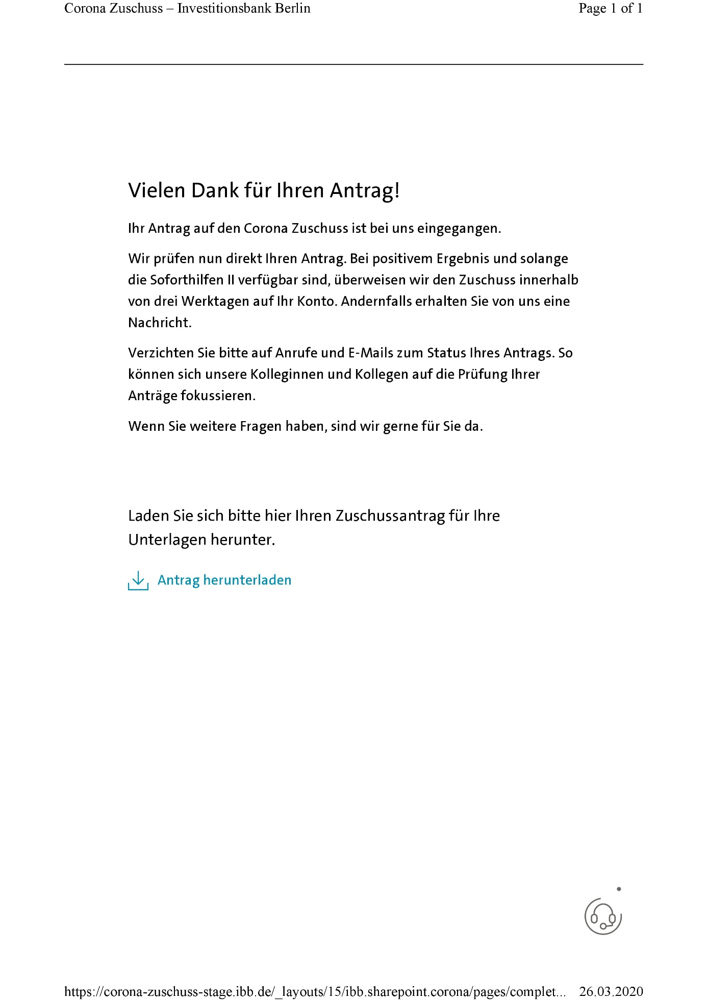 Corona Zuschuss – Investitionsbank Berlin
Page 1 of 1
Vielen Dank für Ihren Antrag!
Ihr Antrag auf den Corona Zuschuss ist bei uns eingegangen.
Wir prüfen nun direkt Ihren Antrag. Bei positivem Ergebnis und solange
die Soforthilfen II verfügbar sind, überweisen wir den Zuschuss innerhalb
von drei Werktagen auf Ihr Konto. Andernfalls erhalten Sie von uns eine
Nachricht.
Verzichten Sie bitte auf Anrufe und E-Mails zum Status Ihres Antrags. So
können sich unsere Kolleginnen und Kollegen auf die Prüfung Ihrer
Anträge fokussieren.
Wenn Sie weitere Fragen haben, sind wir gerne für Sie da.
Laden Sie sich bitte hier Ihren Zuschussantrag für Ihre
Unterlagen herunter.
Antrag herunterladen
https://corona-zuschuss-stage.ibb.de/_layouts/15/ibb.sharepoint.corona/pages/complet...
26.03.2020